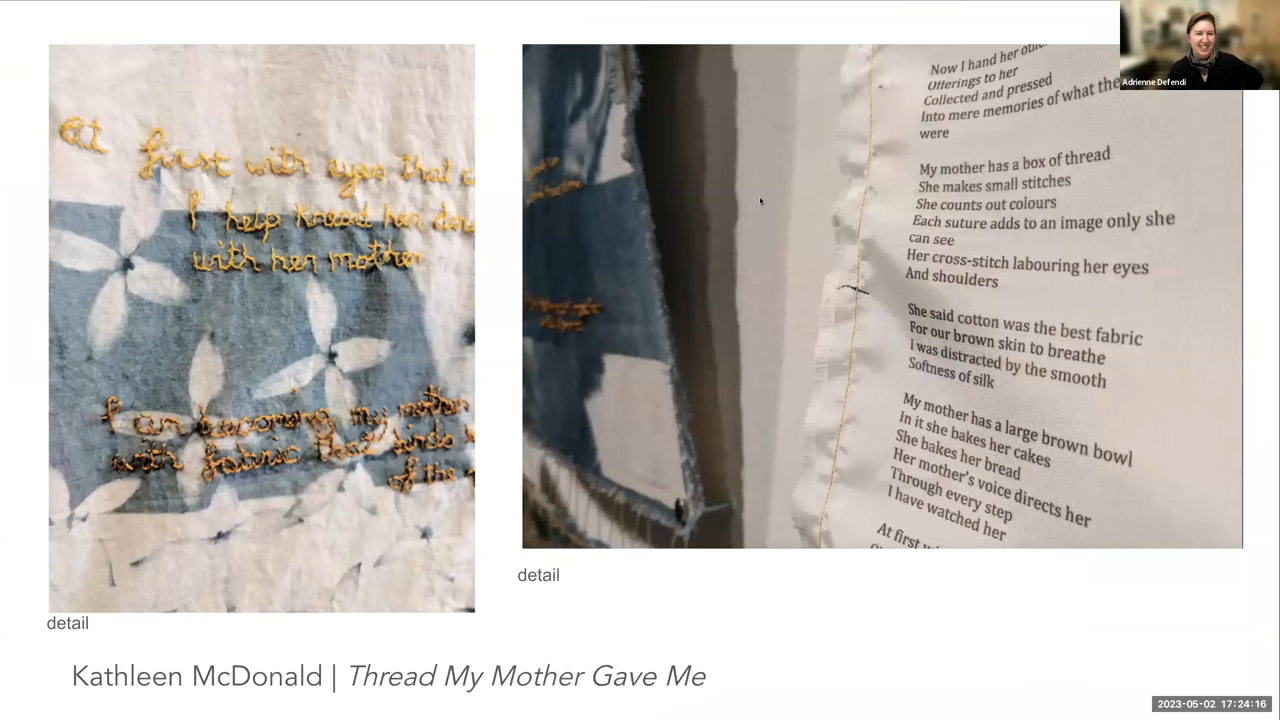 at first with eyes that
I help knead her
with her mother
I am becoming my mother
with fabric that binds
of the
detail
Now I hand her
Offerings to her
Collected and pressed
Into mere memories of what the
were
My mother has a box of thread
She makes small stitches
She counts out colours
Each suture adds to an image only she
can see
Her cross-stitch labouring her eyes
And shoulders
She said cotton was the best fabric
For our brown skin to breathe
I was distracted by the smooth
Softness of silk
My mother has a large brown bowl
In it she bakes her cakes
She bakes her bread
Her mother's voice directs her
Through every step
I have watched her
At first
detail
Kathleen McDonald | Thread My Mother Gave Me
Adrienne Defendi
2023-05-02 17:24:16